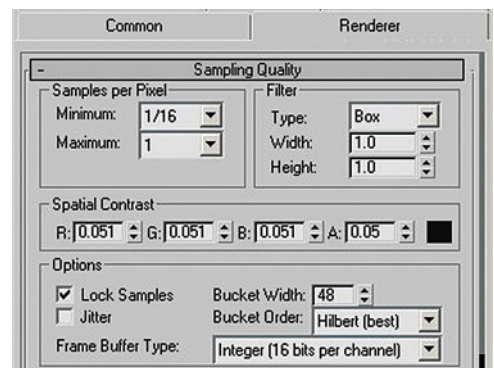 Common Renderer
- Sampling Quality
Samples per Pixel Filter
Minimum: 1/16 Type: Box
Maximum: 1 Width: 1.0
Height: 1.0
Spatial Contrast
R: 0.051 G: 0.051 B: 0.051 A: 0.05
Options
Lock Samples Bucket Width: 48
Jitter Bucket Order: Hilbert (best)
Frame Buffer Type: Integer (16 bits per channel)